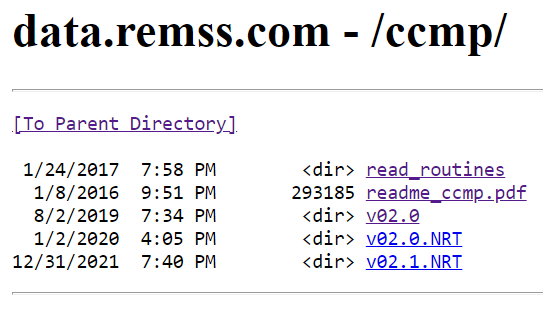 data.remss.com - /ccmp/
[To Parent Directory]
1/24/2017 7:58 PM <dir> read_routines
1/8/2016 9:51 PM 293185 readme_ccmp.pdf
8/2/2019 7:34 PM <dir> v02.0
1/2/2020 4:05 PM <dir> v02.0.NRT
12/31/2021 7:40 PM <dir> v02.1.NRT